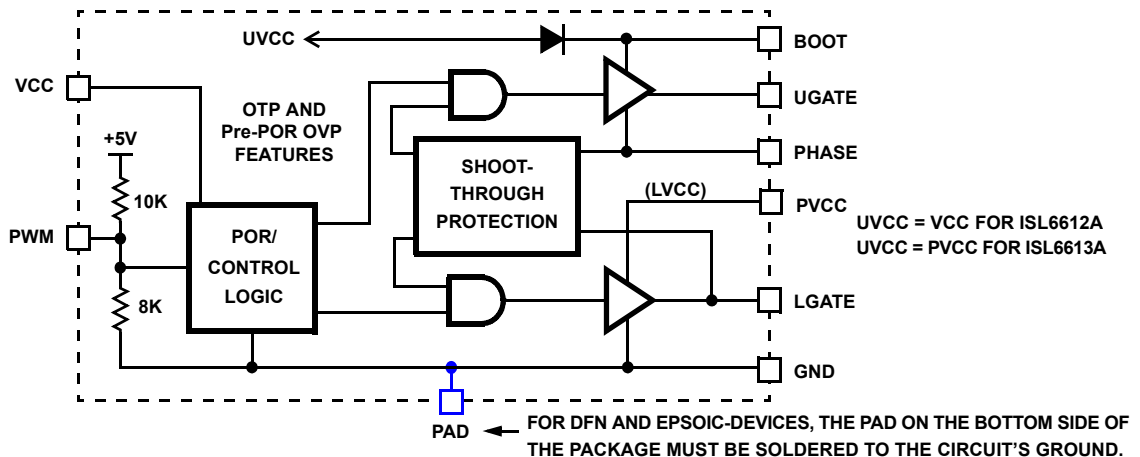 UVCC
BOOT
VCC
OTP AND
Pre-POR OVP
FEATURES
UGATE
+5V
10K
SHOOT-
THROUGH
PROTECTION
PHASE
(LVCC)
PVCC
UVCC = VCC FOR ISL6612A
UVCC = PVCC FOR ISL6613A
PWM
POR/
CONTROL
LOGIC
8K
LGATE
GND
PAD
FOR DFN AND EPSOIC-DEVICES, THE PAD ON THE BOTTOM SIDE OF
THE PACKAGE MUST BE SOLDERED TO THE CIRCUIT'S GROUND.